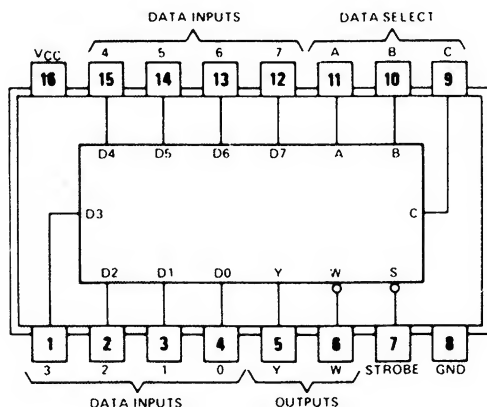 DATA INPUTS DATA SELECT
VCC 4 5 6 7 A B C
16 15 14 13 12 11 10 9
D4 D5 D6 D7 A B
D3 C
D2 D1 D0 Y W S
1 2 3 4 5 6 7 8
3 2 1 0 Y W STROBE GND
DATA INPUTS OUTPUTS